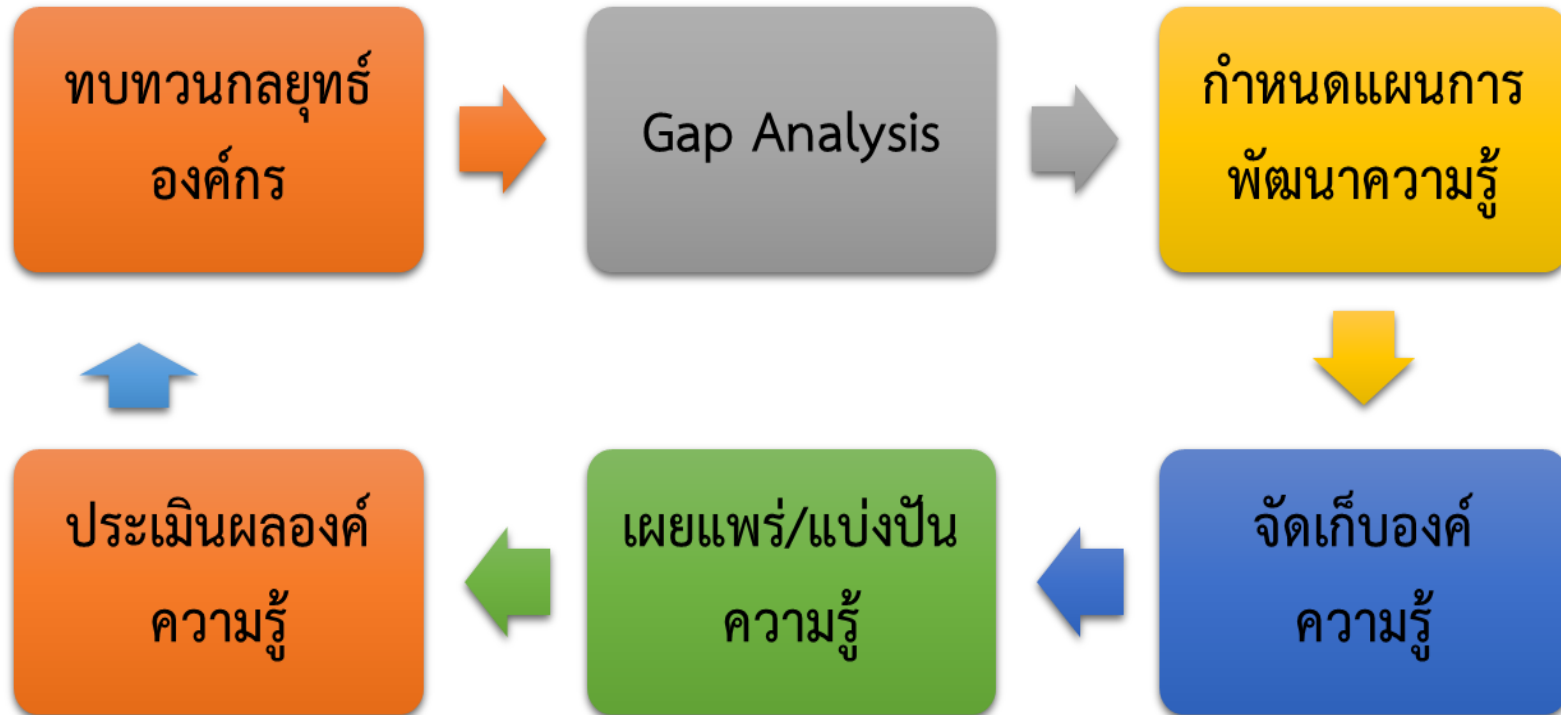 ทบทวนกลยุทธ์
องค์กร
Gap Analysis
กำหนดแผนการ
พัฒนาความรู้
จัดเก็บองค์
ความรู้
เผยแพร่/แบ่งปัน
ความรู้
ประเมินผลองค์
ความรู้